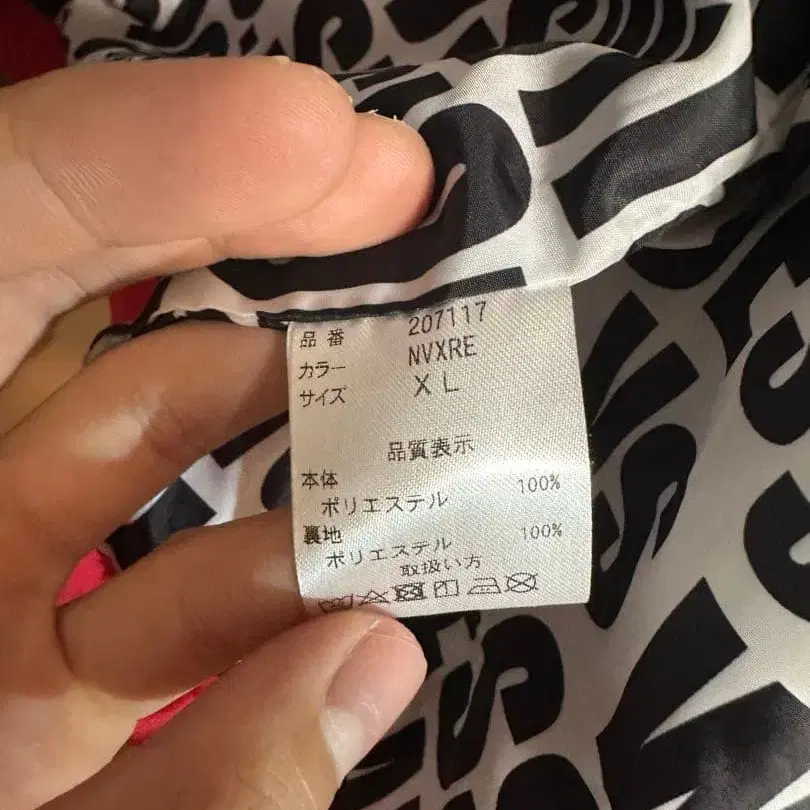 品番 207117
カラー NVXRE
サイズ XL
品質表示
本体
ポリエステル 100%
裏地
ポリエステル 100%
取扱い方